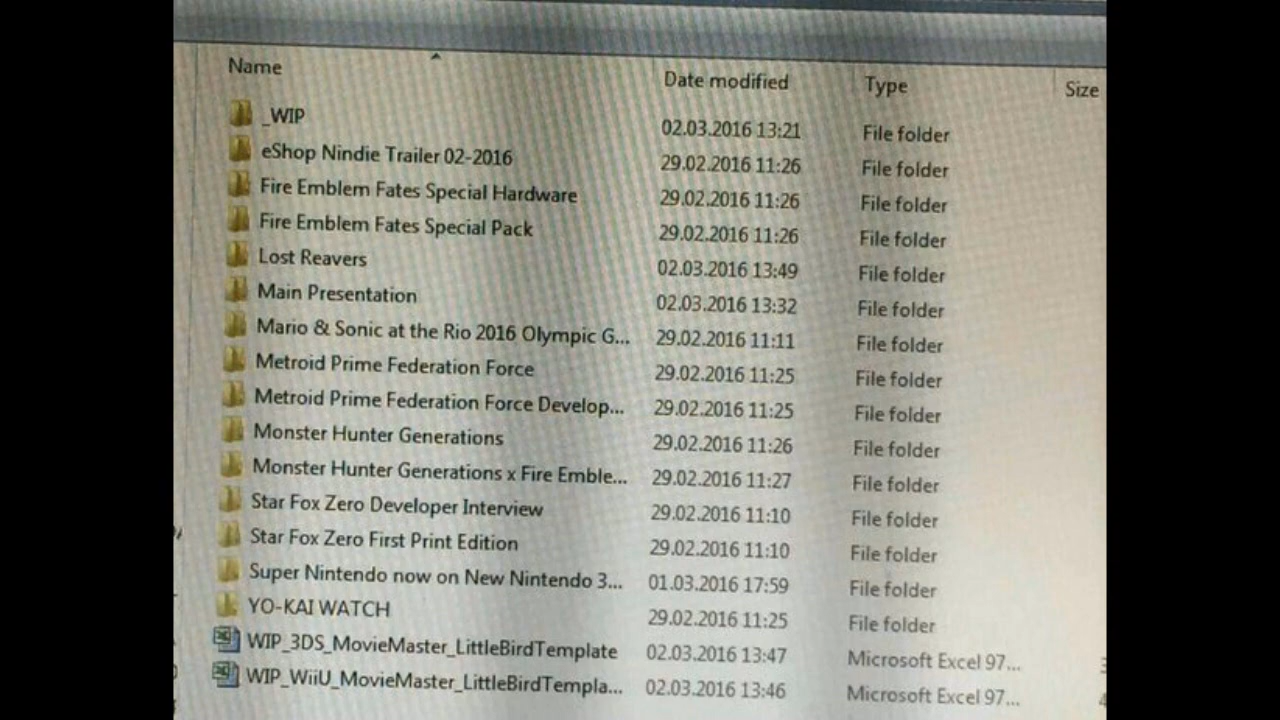 Name Date modified Type Size
_WIP 02.03.2016 13:21 File folder
eShop Nindie Trailer 02-2016 29.02.2016 11:26 File folder
Fire Emblem Fates Special Hardware 29.02.2016 11:26 File folder
Fire Emblem Fates Special Pack 29.02.2016 11:26 File folder
Lost Reavers 02.03.2016 13:49 File folder
Main Presentation 02.03.2016 13:32 File folder
Mario & Sonic at the Rio 2016 Olympic G... 29.02.2016 11:11 File folder
Metroid Prime Federation Force 29.02.2016 11:25 File folder
Metroid Prime Federation Force Develop... 29.02.2016 11:25 File folder
Monster Hunter Generations 29.02.2016 11:26 File folder
Monster Hunter Generations x Fire Emble... 29.02.2016 11:27 File folder
Star Fox Zero Developer Interview 29.02.2016 11:10 File folder
Star Fox Zero First Print Edition 29.02.2016 11:10 File folder
Super Nintendo now on New Nintendo 3... 01.03.2016 17:59 File folder
YO-KAI WATCH 29.02.2016 11:25 File folder
WIP_3DS_MovieMaster_LittleBirdTemplate 02.03.2016 13:47 Microsoft Excel 97...
WIP_WiiU_MovieMaster_LittleBirdTempla... 02.03.2016 13:46 Microsoft Excel 97...